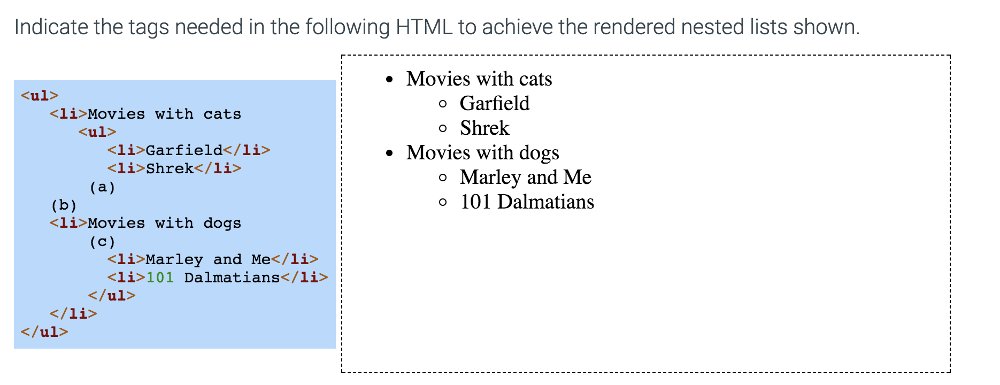 Indicate the tags needed in the following HTML to achieve the rendered nested lists shown.
<ul>
<li>Movies with cats
<ul>
<li>Garfield</li>
<li>Shrek</li>
(a)
(b)
<li>Movies with dogs
(c)
<li>Marley and Me</li>
<li>101 Dalmatians</li>
</ul>
</li>
</ul>
• Movies with cats
◦ Garfield
◦ Shrek
• Movies with dogs
◦ Marley and Me
◦ 101 Dalmatians